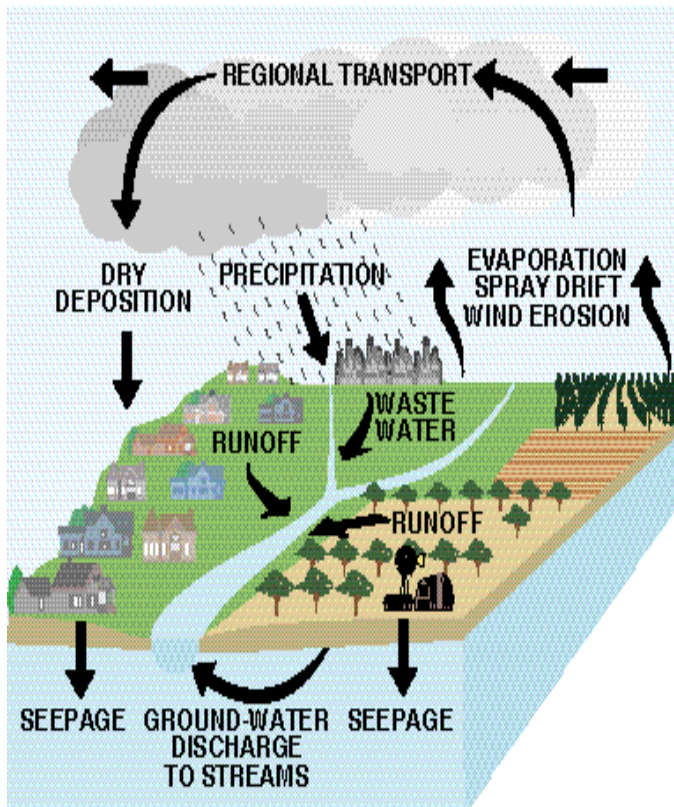 REGIONAL TRANSPORT
DRY
DEPOSITION
PRECIPITATION
EVAPORATION
SPRAY DRIFT
WIND EROSION
WASTE
WATER
RUNOFF
RUNOFF
SEEPAGE
GROUND-WATER
DISCHARGE
TO STREAMS
SEEPAGE